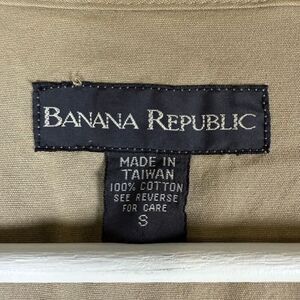 BANANA REPUBLIC
MADE IN
TAIWAN
100% COTTON
SEE REVERSE
FOR CARE
S